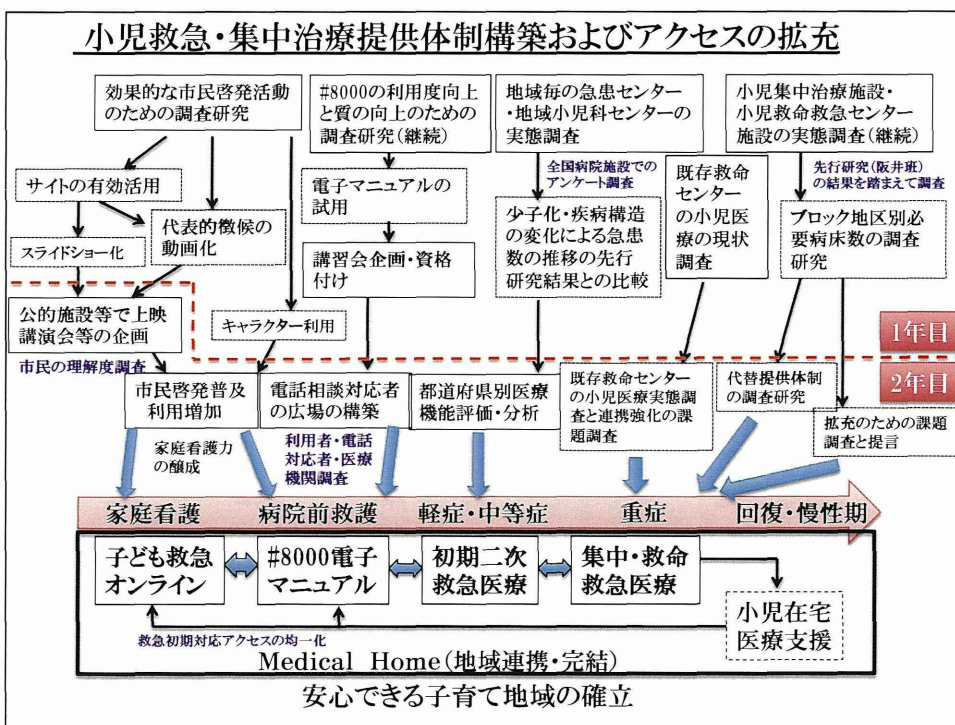 小児救急・集中治療提供体制構築およびアクセスの拡充
効果的な市民啓発活動
のための調査研究
#8000の利用度向上
と質の向上のための
調査研究(継続)
地域毎の急患センター
・地域小児科センターの
実態調査
小児集中治療施設・
小児救命救急センター
施設の実態調査(継続)
全国病院施設での
アンケート調査
先行研究(阪井班)
の結果を踏まえて調査
サイトの有効活用
代表的徴候の
動画化
スライドショー化
電子マニュアルの
試用
講習会企画・資格
付け
少子化・疾病構造
の変化による急患
数の推移の先行
研究結果との比較
既存救命
センター
の小児医
療の現状
調査
ブロック地区別必
要病床数の調査
研究
公的施設等で上映
講演会等の企画
市民の理解度調査
キャラクター利用
1年目
2年目
市民啓発普及
利用増加
電話相談対応者
の広場の構築
都道府県別医療
機能評価・分析
既存救命センター
の小児医療実態調
査と連携強化の課
題調査
代替提供体制
の調査研究
拡充のための課題
調査と提言
家庭看護力
の醸成
利用者・電話
対応者・医療
機関調査
家庭看護
病院前救護
軽症・中等症
重症
回復・慢性期
子ども救急
オンライン
#8000電子
マニュアル
初期二次
救急医療
集中・救命
救急医療
小児在宅
医療支援
救急初期対応アクセスの均一化
Medical Home(地域連携・完結)
安心できる子育て地域の確立